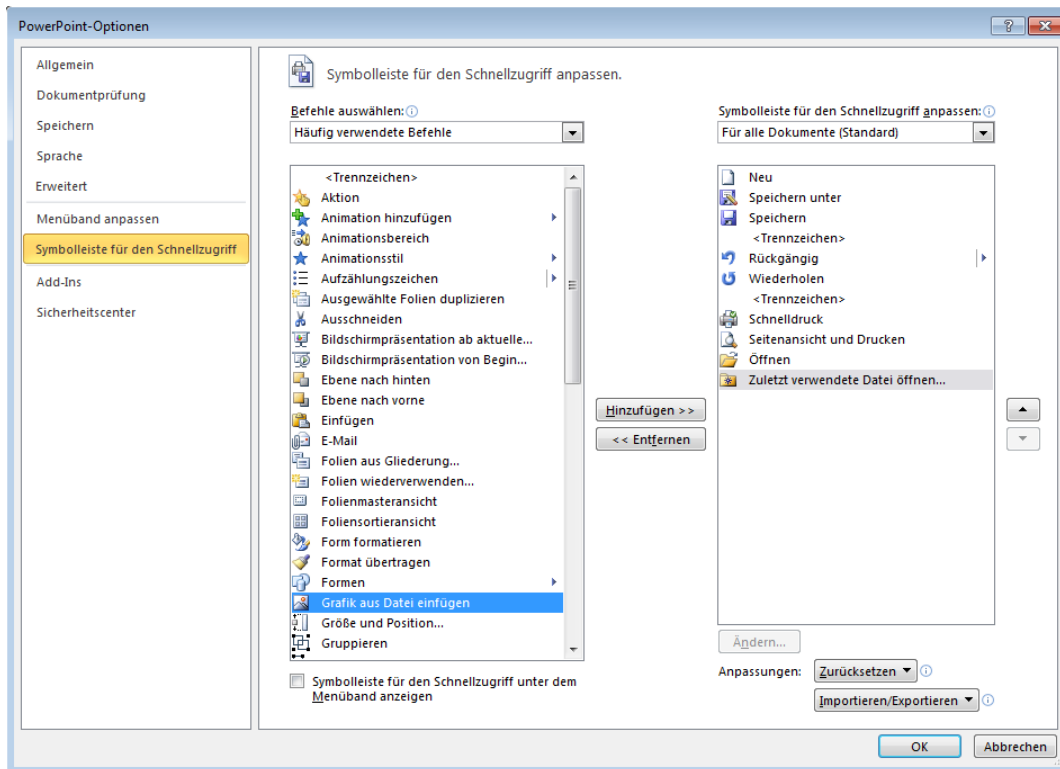 PowerPoint-Optionen
Allgemein
Dokumentprüfung
Speichern
Sprache
Erweitert
Menüband anpassen
Symbolleiste für den Schnellzugriff
Add-Ins
Sicherheitscenter
Symbolleiste für den Schnellzugriff anpassen.
Befehle auswählen:
Häufig verwendete Befehle
<Trennzeichen>
Aktion
Animation hinzufügen
Animationsbereich
Animationsstil
Aufzählungszeichen
Ausgewählte Folien duplizieren
Ausschneiden
Bildschirmpräsentation ab aktuelle...
Bildschirmpräsentation von Begin...
Ebene nach hinten
Ebene nach vorne
Einfügen
E-Mail
Folien aus Gliederung...
Folien wiederverwenden...
Folienmasteransicht
Foliensortieransicht
Form formatieren
Format übertragen
Formen
Grafik aus Datei einfügen
Größe und Position...
Gruppieren
Symbolleiste für den Schnellzugriff unter dem
Menüband anzeigen
Hinzufügen >>
<< Entfernen
Symbolleiste für den Schnellzugriff anpassen:
Für alle Dokumente (Standard)
Neu
Speichern unter
Speichern
<Trennzeichen>
Rückgängig
Wiederholen
<Trennzeichen>
Schnelldruck
Seitenansicht und Drucken
Öffnen
Zuletzt verwendete Datei öffnen...
Ändern...
Anpassungen: Zurücksetzen
Importieren/Exportieren
OK Abbrechen